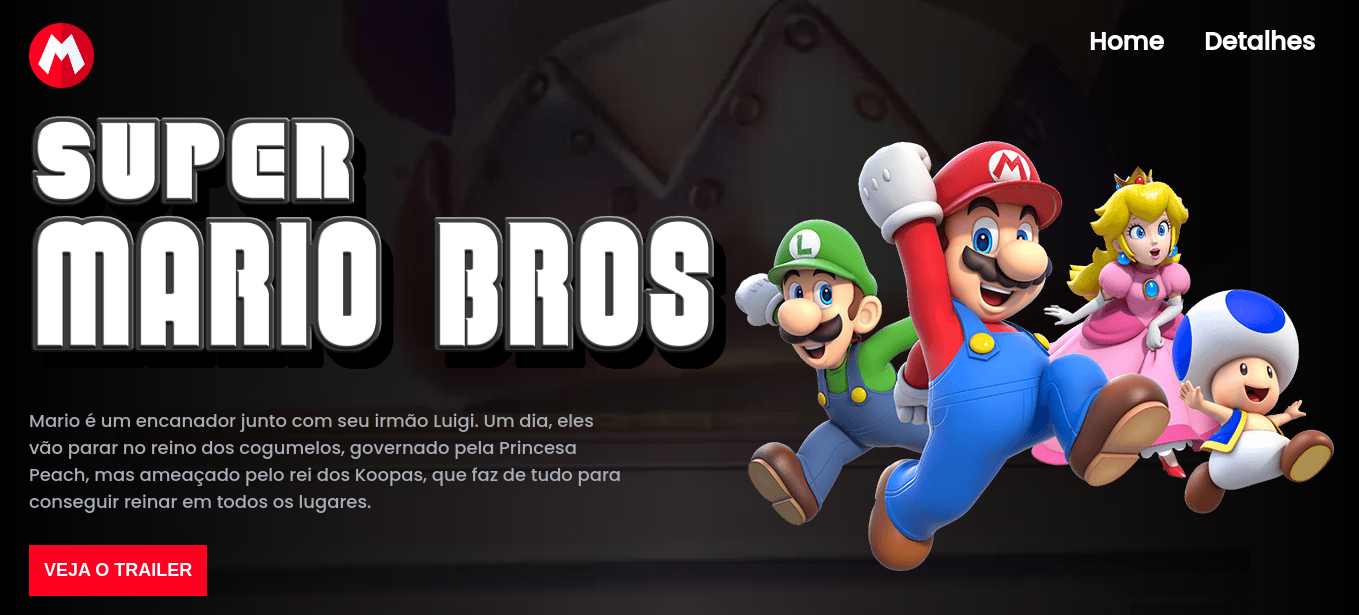 M
Home Detalhes
SUPER
MARIO BROS
M
L
Mario é um encanador junto com seu irmão Luigi. Um dia, eles
vão parar no reino dos cogumelos, governado pela Princesa
Peach, mas ameaçado pelo rei dos Koopas, que faz de tudo para
conseguir reinar em todos os lugares.
VEJA O TRAILER